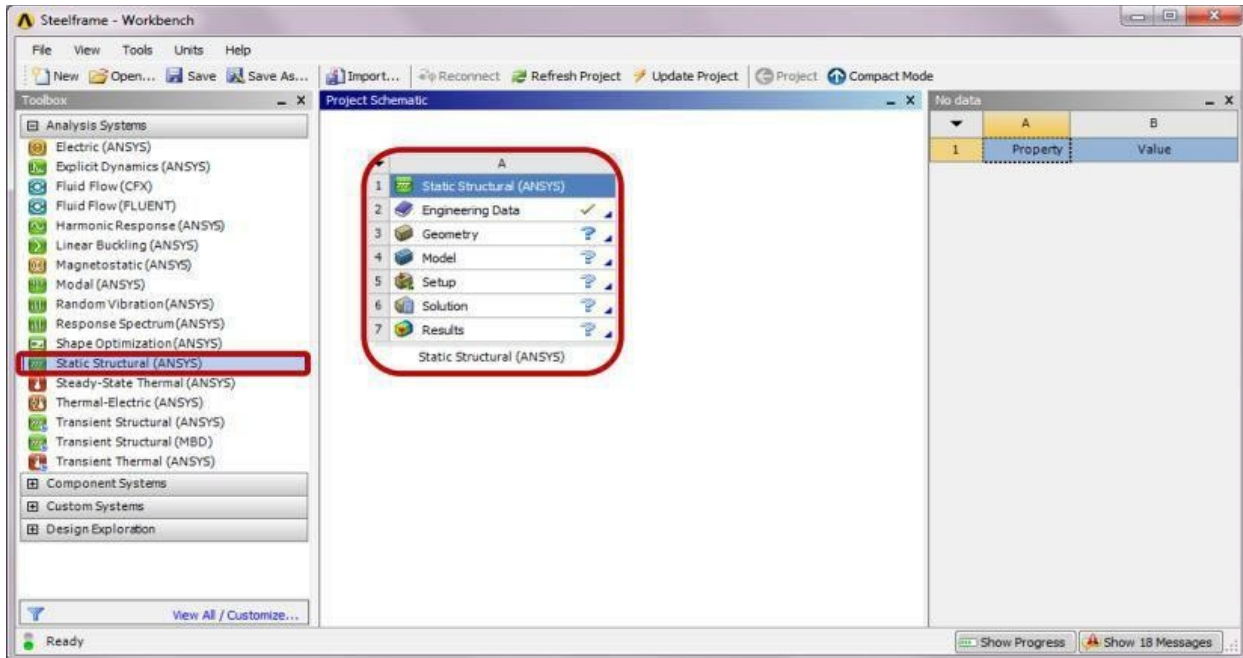 Steelframe - Workbench
File View Tools Units Help
New Open... Save Save As... Import... Reconnect Refresh Project Update Project Project Compact Mode
Toolbox
Analysis Systems
Electric (ANSYS)
Explicit Dynamics (ANSYS)
Fluid Flow (CFX)
Fluid Flow (FLUENT)
Harmonic Response (ANSYS)
Linear Buckling (ANSYS)
Magnetostatic (ANSYS)
Modal (ANSYS)
Random Vibration (ANSYS)
Response Spectrum (ANSYS)
Shape Optimization (ANSYS)
Static Structural (ANSYS)
Steady-State Thermal (ANSYS)
Thermal-Electric (ANSYS)
Transient Structural (ANSYS)
Transient Structural (MBD)
Transient Thermal (ANSYS)
Component Systems
Custom Systems
Design Exploration
View All / Customize...
Project Schematic
A
1 Static Structural (ANSYS)
2 Engineering Data
3 Geometry ?
4 Model ?
5 Setup ?
6 Solution ?
7 Results ?
Static Structural (ANSYS)
No data
A B
1 Property Value
Ready Show Progress Show 18 Messages